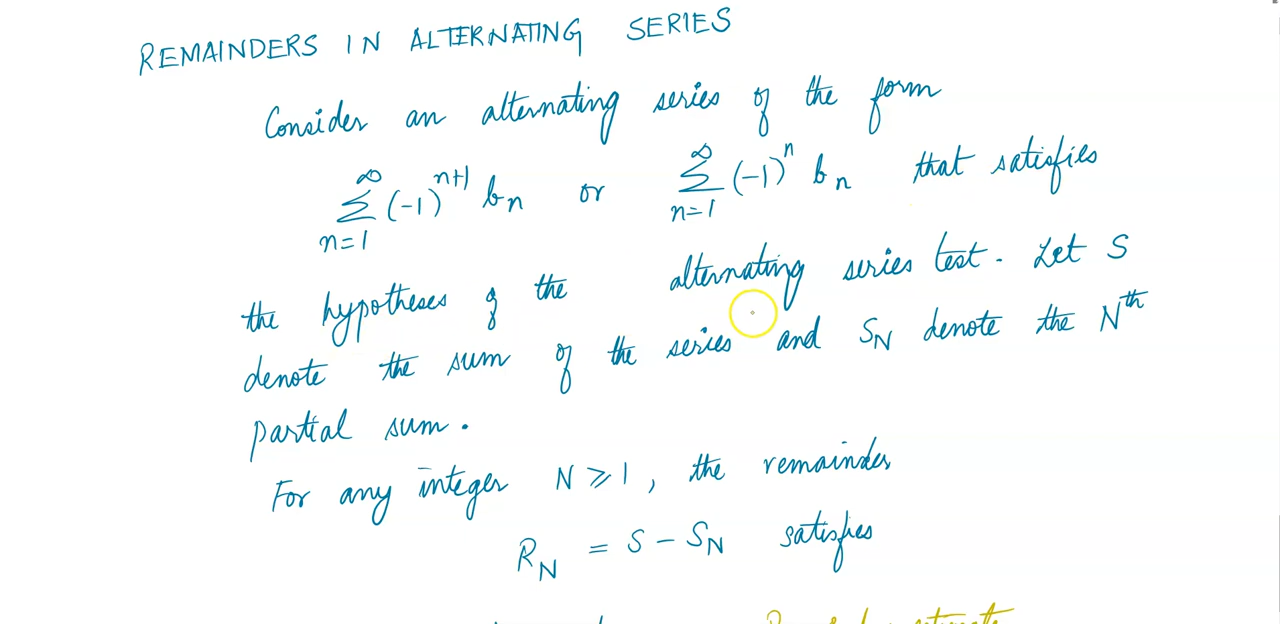 REMAINDERS IN ALTERNATING SERIES
Consider an alternating series of the form
∞ Σ n=1 (-1)^{n+1} b_n or ∞ Σ n=1 (-1)^n b_n that satisfies
the hypotheses of the alternating series test. Let S
denote the sum of the series and S_N denote the N^th
partial sum.
For any integer N ≥ 1, the remainder
R_N = S - S_N satisfies